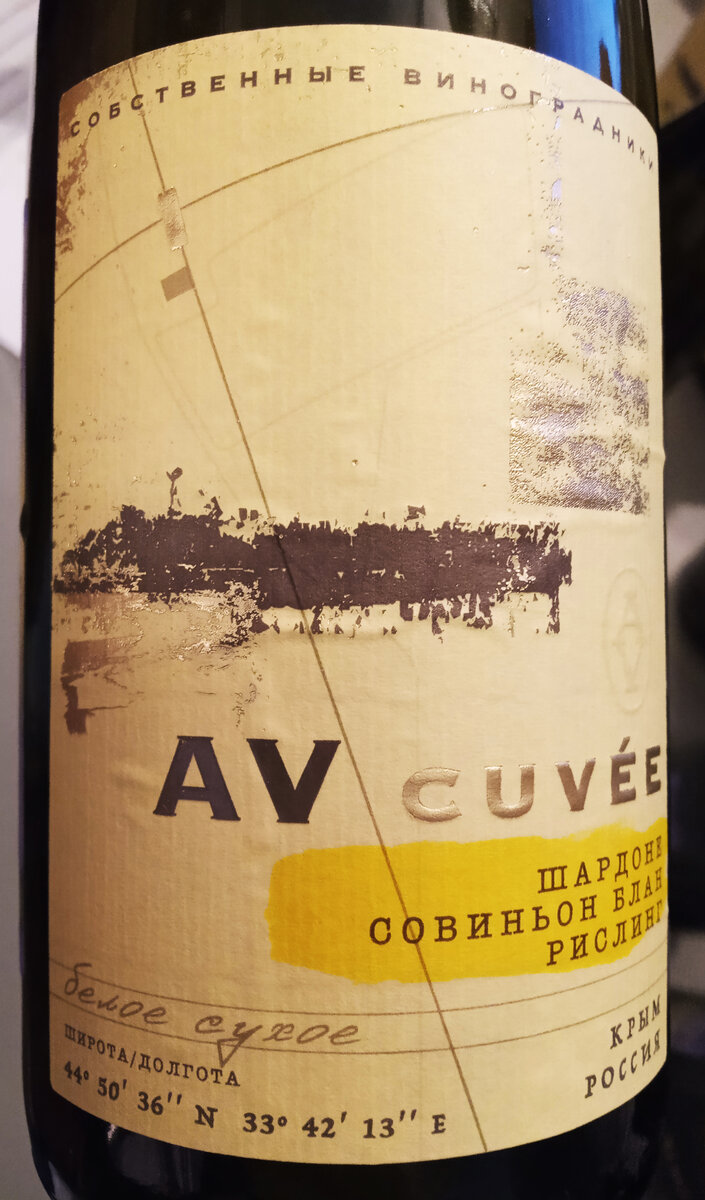 СОБСТВЕННЫЕ ВИНОГРАДНИКИ
AV CUVÉE
ШАРДОНЕ
СОВИНЬОН БЛАН
РИСЛИНГ
белое сухое
ШИРОТА/ДОЛГОТА
44° 50′ 36″ N 33° 42′ 13″ E
КРЫМ
РОССИЯ
AV